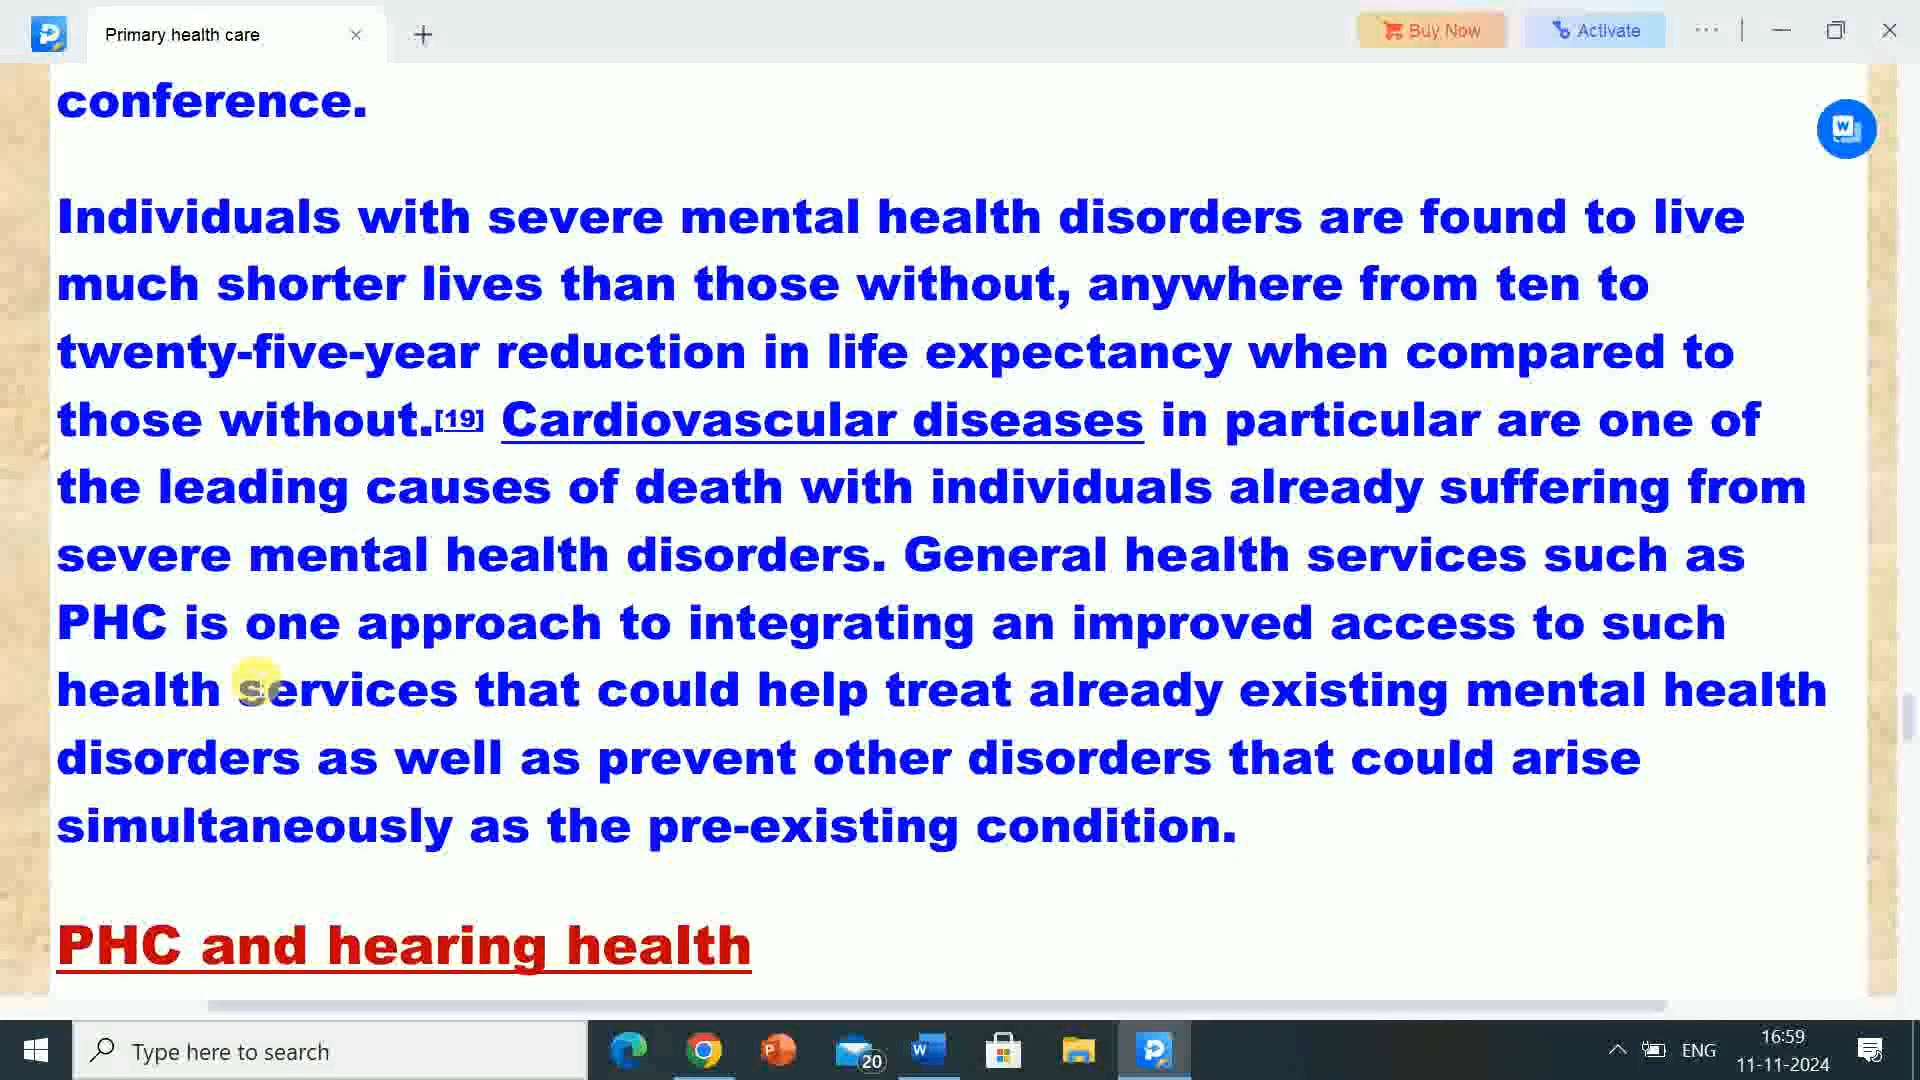 Primary health care
Buy Now
Activate
conference.
Individuals with severe mental health disorders are found to live
much shorter lives than those without, anywhere from ten to
twenty-five-year reduction in life expectancy when compared to
those without.[19] Cardiovascular diseases in particular are one of
the leading causes of death with individuals already suffering from
severe mental health disorders. General health services such as
PHC is one approach to integrating an improved access to such
health services that could help treat already existing mental health
disorders as well as prevent other disorders that could arise
simultaneously as the pre-existing condition.
PHC and hearing health
Type here to search
20
ENG
16:59
11-11-2024